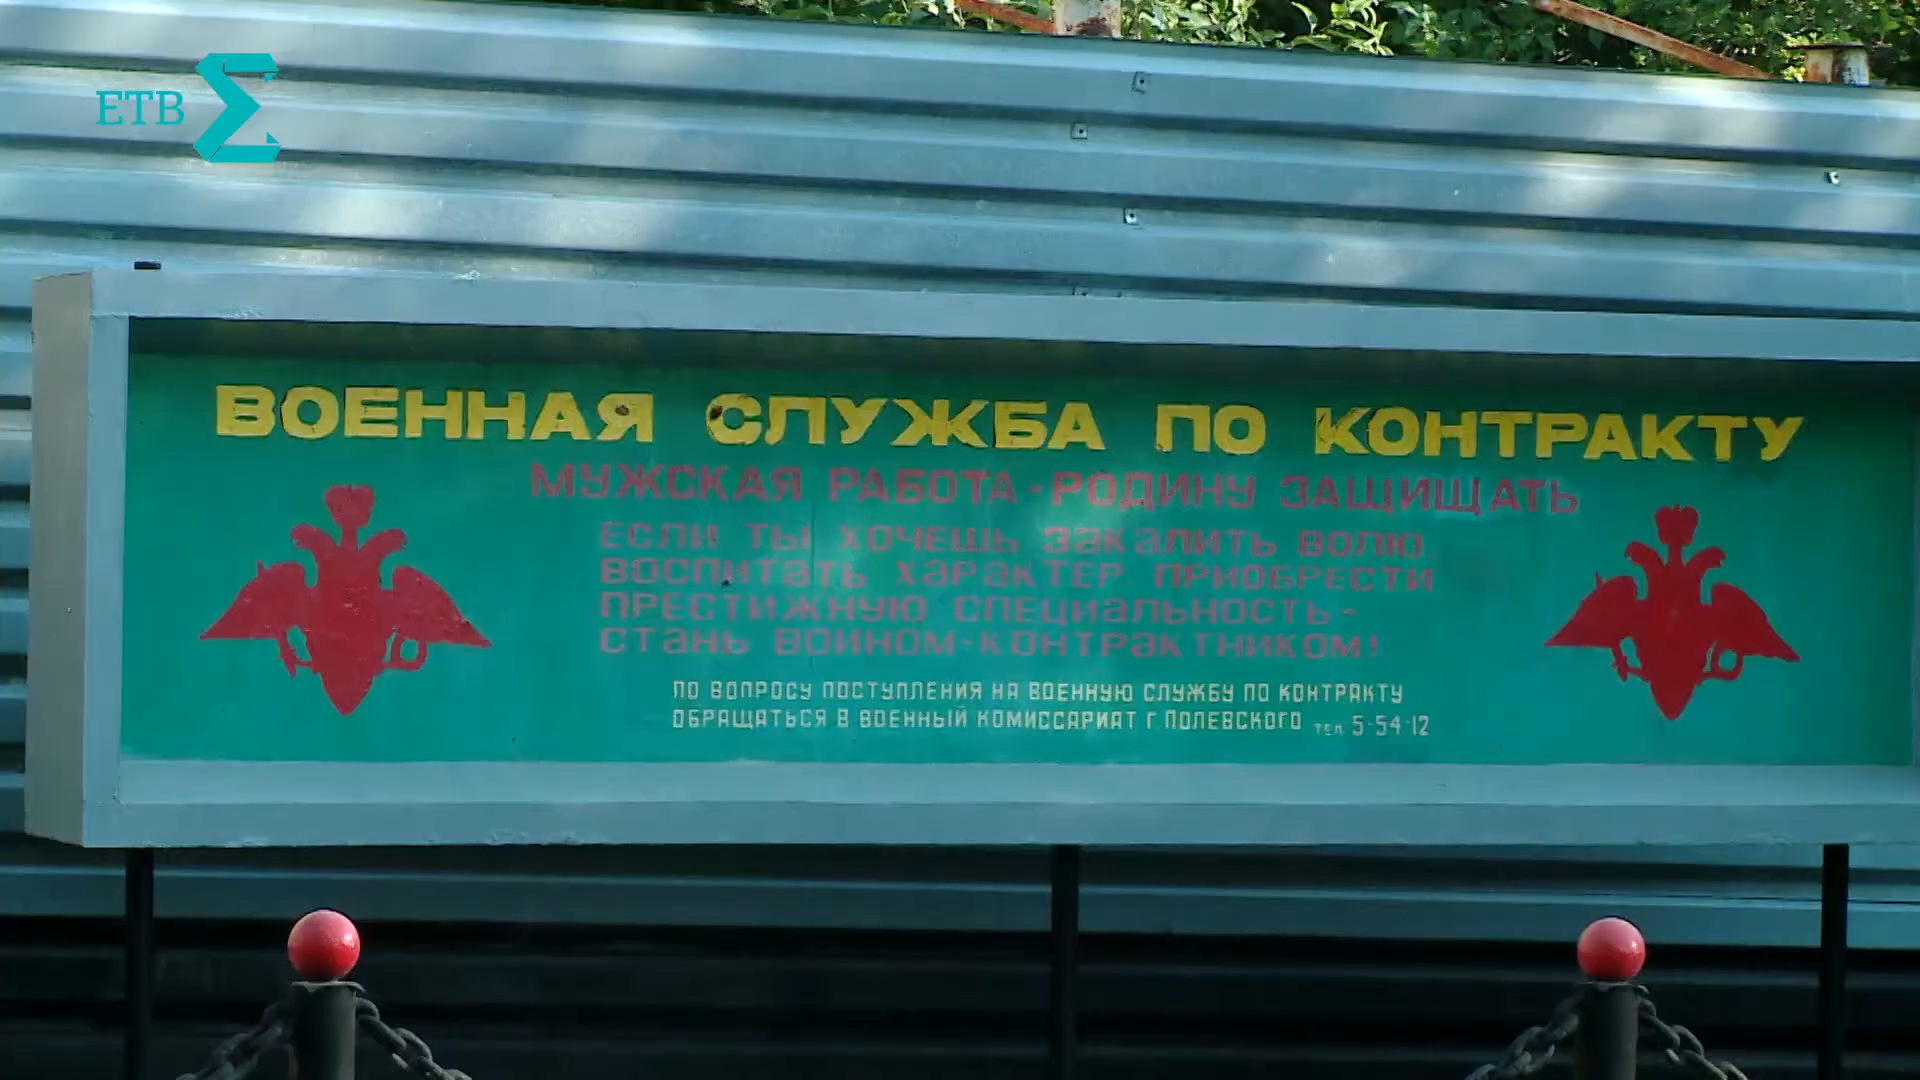 ЕТВ
ВОЕННАЯ СЛУЖБА ПО КОНТРАКТУ
МУЖСКАЯ РАБОТА - РОДИНУ ЗАЩИЩАТЬ
ЕСЛИ ТЫ ХОЧЕШЬ ЗАКАЛИТЬ ВОЛЮ
ВОСПИТАТЬ ХАРАКТЕР ПРИОБРЕСТИ
ПРЕСТИЖНУЮ СПЕЦИАЛЬНОСТЬ-
СТАНЬ ВОИНОМ-КОНТРАКТНИКОМ!
ПО ВОПРОСУ ПОСТУПЛЕНИЯ НА ВОЕННУЮ СЛУЖБУ ПО КОНТРАКТУ
ОБРАЩАТЬСЯ В ВОЕННЫЙ КОМИССАРИАТ Г ПОЛЕВСКОГО тел. 5-54-12